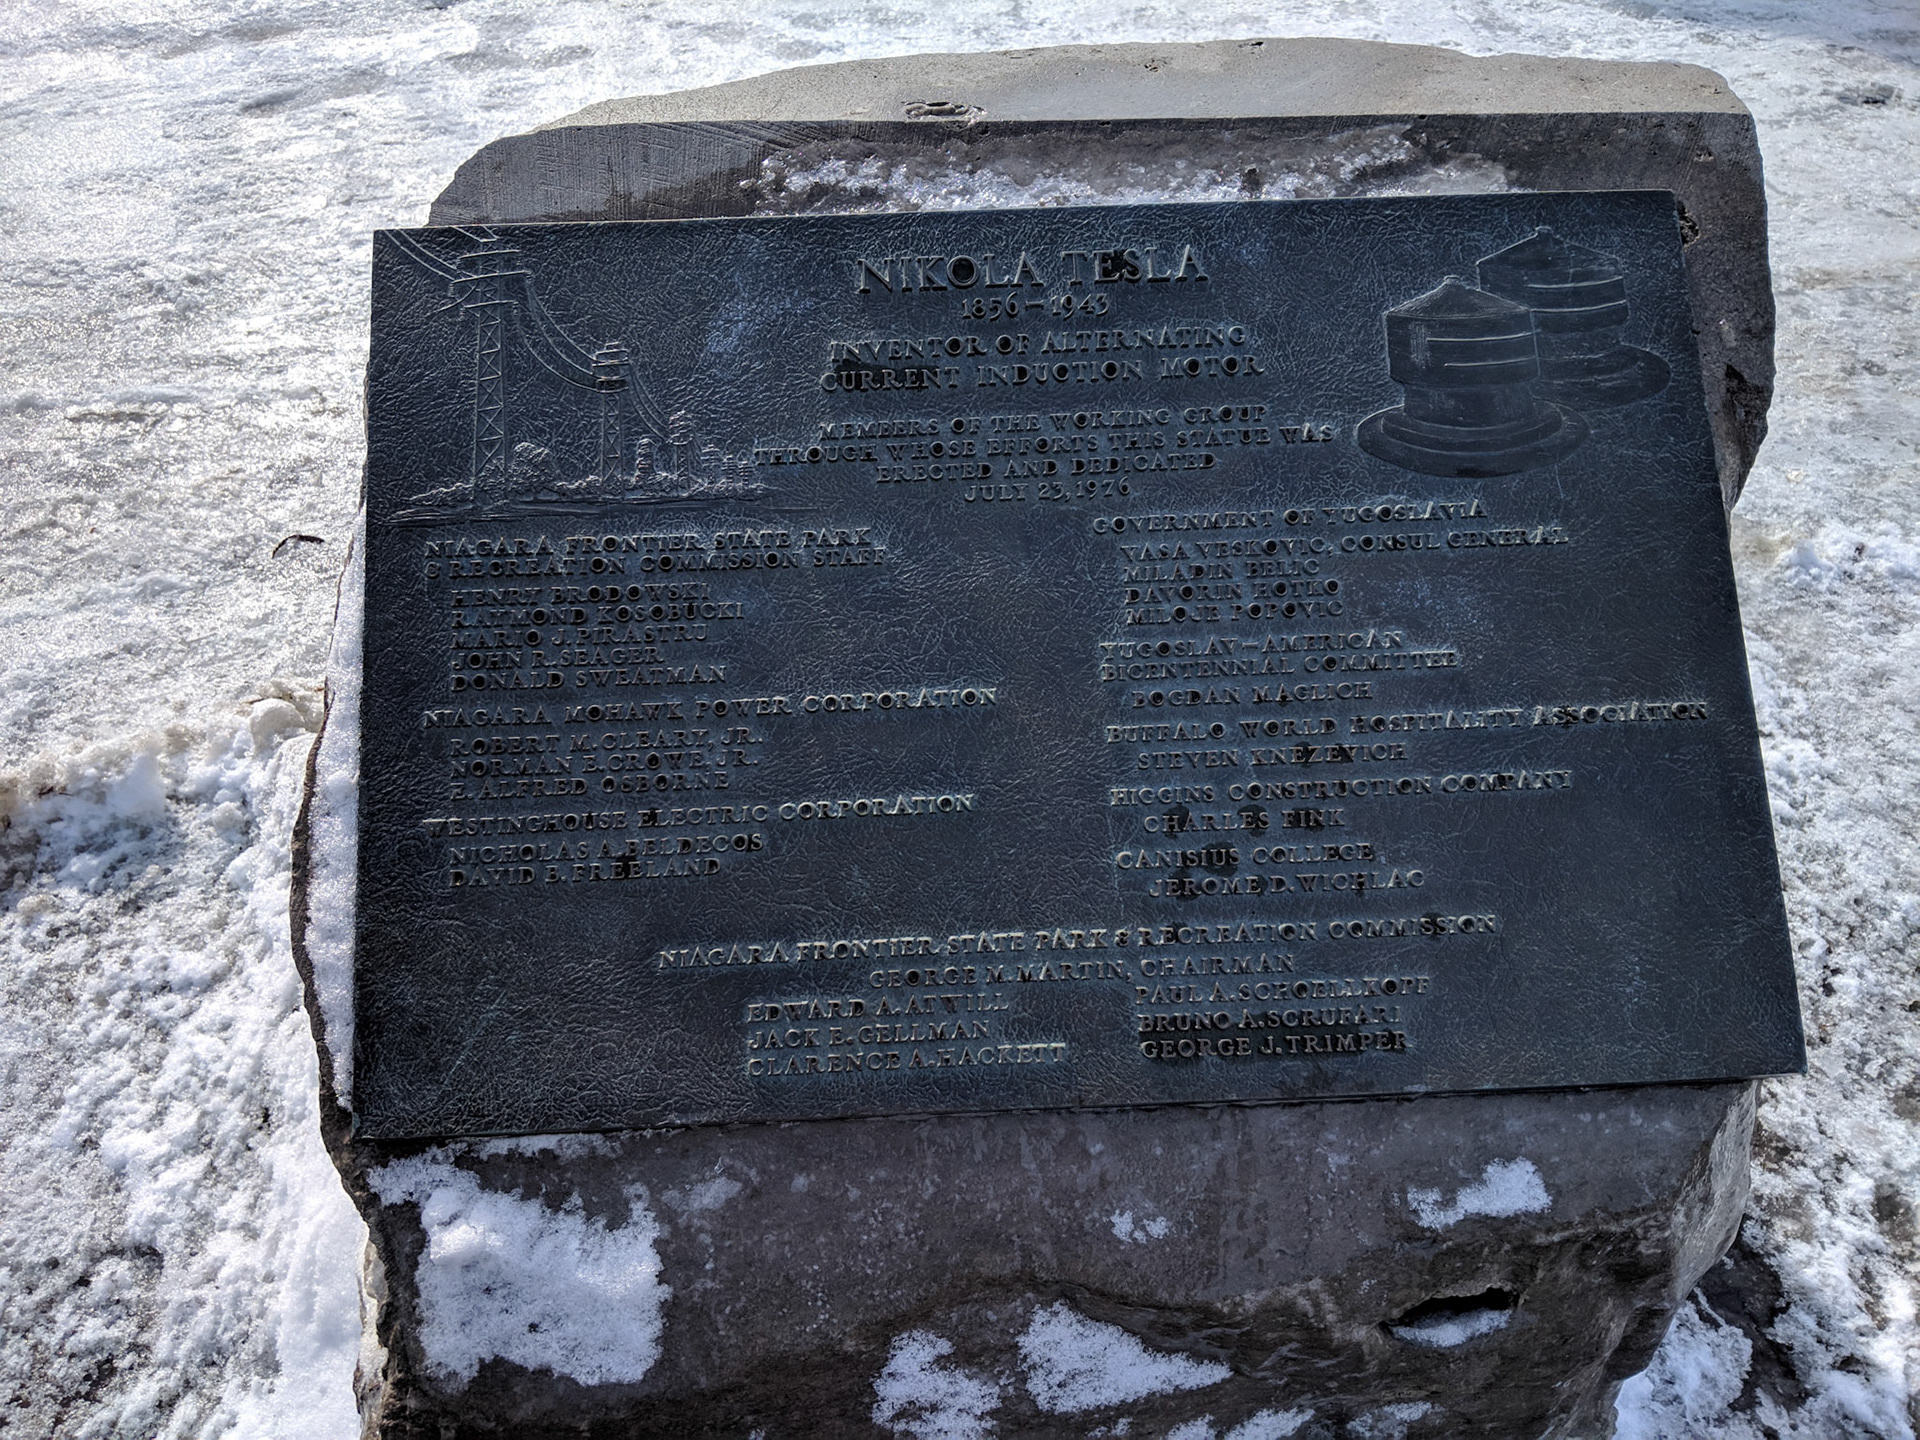 NIKOLA TESLA
1856-1943
INVENTOR OF ALTERNATING
CURRENT INDUCTION MOTOR
MEMBERS OF THE WORKING GROUP
THROUGH WHOSE EFFORTS THIS STATUE WAS
ERECTED AND DEDICATED
JULY 23, 1976
NIAGARA FRONTIER STATE PARK
& RECREATION COMMISSION STAFF
HENRY BRODOWSKI
RAYMOND KOSOBUCKI
MARIO J. PIRASTRU
JOHN R. SEAGER
DONALD SWEATMAN
NIAGARA MOHAWK POWER CORPORATION
ROBERT M. CLEARY, JR.
NORMAN E. CROWE, JR.
E. ALFRED OSBORNE
WESTINGHOUSE ELECTRIC CORPORATION
NICHOLAS A. BELDECOS
DAVID B. FREELAND
GOVERNMENT OF YUGOSLAVIA
VASA VESKOVIC, CONSUL GENERAL
MILADIN BELIC
DAVORIN HOTKO
MILOJE POPOVIC
YUGOSLAV-AMERICAN
BICENTENNIAL COMMITTEE
BOGDAN MAGLICH
BUFFALO WORLD HOSPITALITY ASSOCIATION
STEVEN KNEZEVICH
HIGGINS CONSTRUCTION COMPANY
CHARLES FINK
CANISIUS COLLEGE
JEROME D. WICHLAC
NIAGARA FRONTIER STATE PARK & RECREATION COMMISSION
GEORGE M. MARTIN, CHAIRMAN
EDWARD A. ATWILL
JACK E. GELLMAN
CLARENCE A. HACKETT
PAUL A. SCHOELLKOPF
BRUNO A. SCRUFARI
GEORGE J. TRIMPER